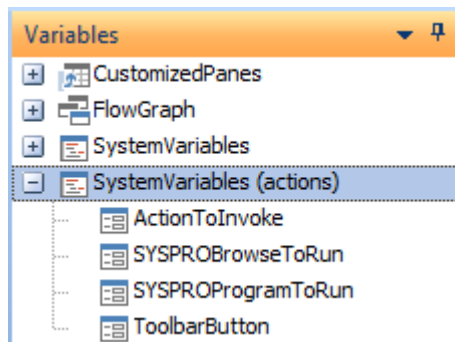 Variables
CustomizedPanes
FlowGraph
SystemVariables
SystemVariables (actions)
ActionToInvoke
SYSPROBrowseToRun
SYSPROProgramToRun
ToolbarButton